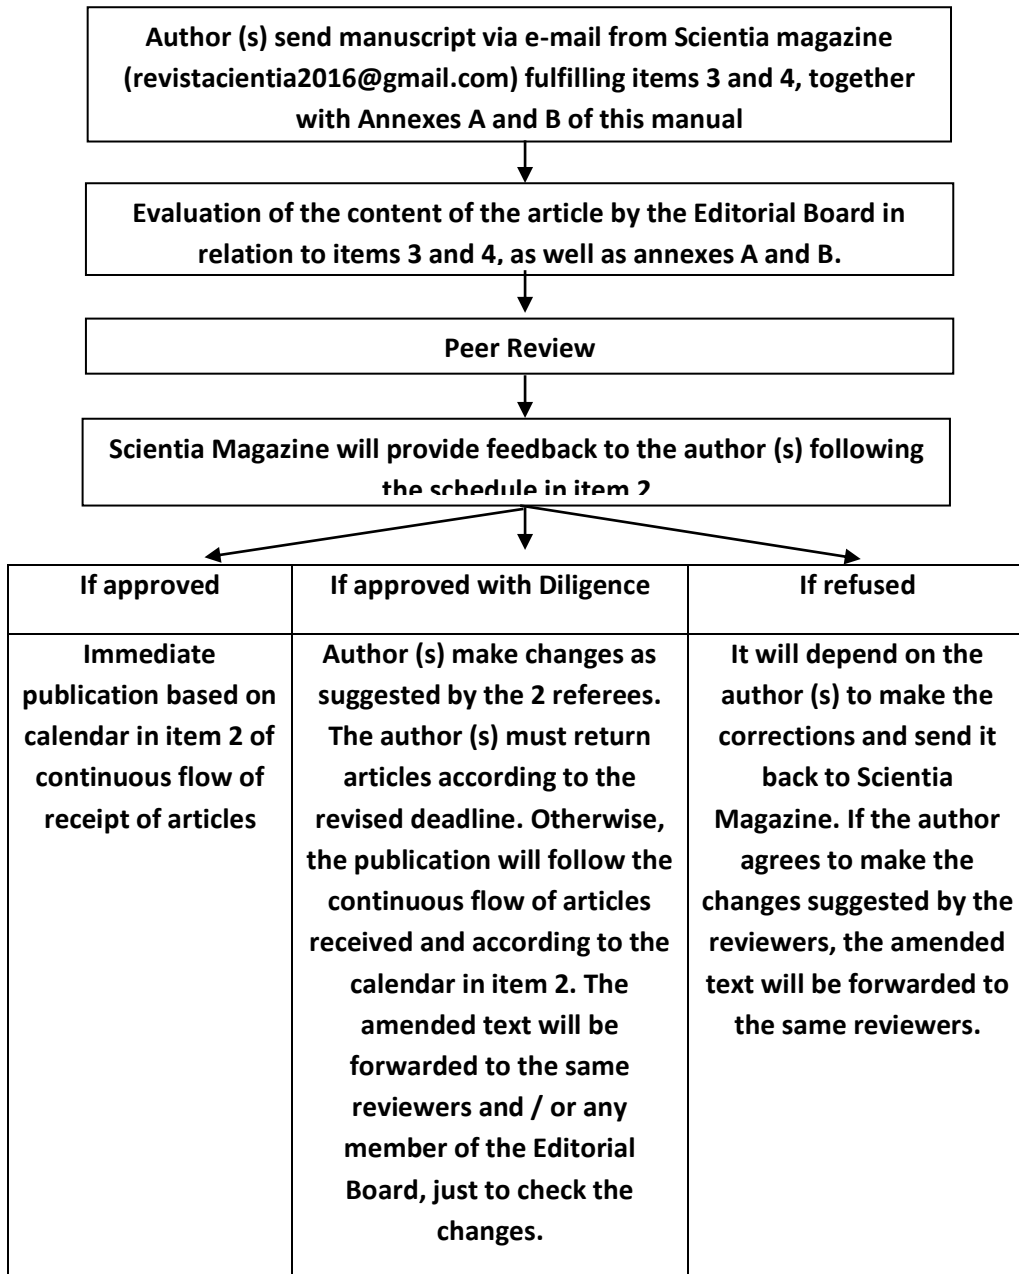 Author (s) send manuscript via e-mail from Scientia magazine
(revistacientia2016@gmail.com) fulfilling items 3 and 4, together
with Annexes A and B of this manual
Evaluation of the content of the article by the Editorial Board in
relation to items 3 and 4, as well as annexes A and B.
Peer Review
Scientia Magazine will provide feedback to the author (s) following
the schedule in item 2
If approved
Immediate
publication based on
calendar in item 2 of
continuous flow of
receipt of articles
If approved with Diligence
Author (s) make changes as
suggested by the 2 referees.
The author (s) must return
articles according to the
revised deadline. Otherwise,
the publication will follow the
continuous flow of articles
received and according to the
calendar in item 2. The
amended text will be
forwarded to the same
reviewers and / or any
member of the Editorial
Board, just to check the
changes.
If refused
It will depend on the
author (s) to make the
corrections and send it
back to Scientia
Magazine. If the author
agrees to make the
changes suggested by the
reviewers, the amended
text will be forwarded to
the same reviewers.